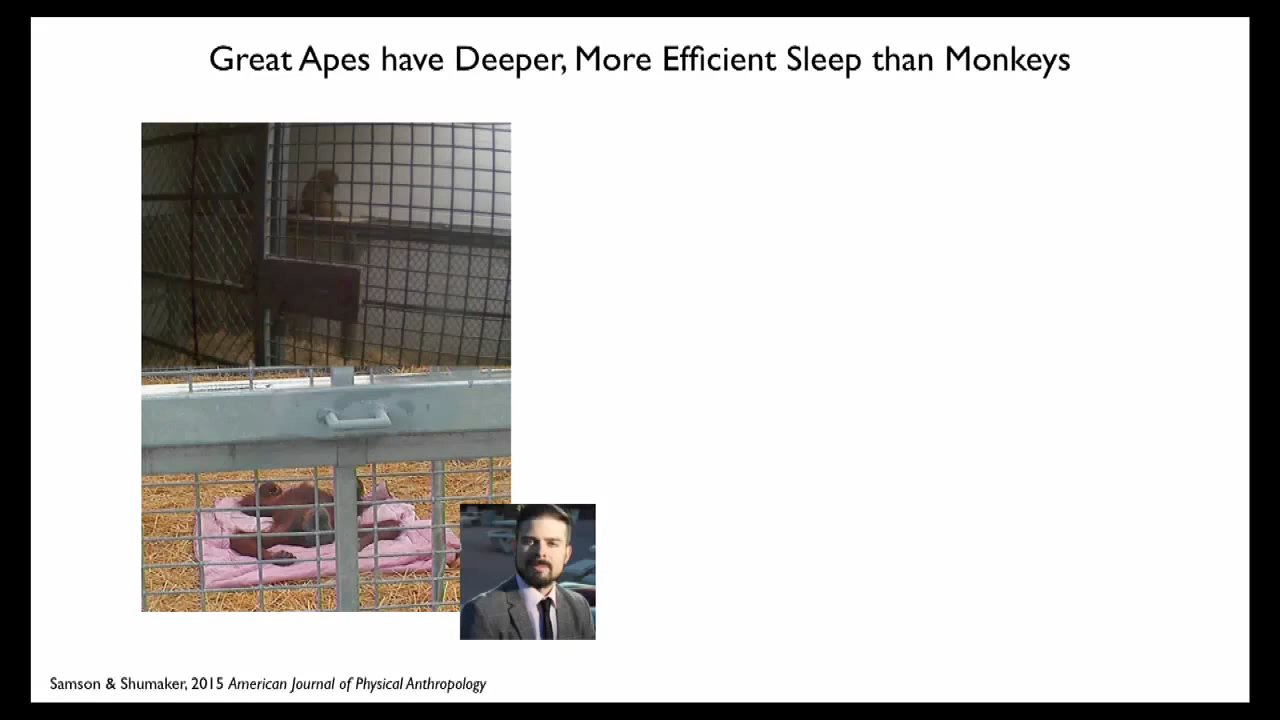 Great Apes have Deeper, More Efficient Sleep than Monkeys
Samson & Shumaker, 2015 American Journal of Physical Anthropology